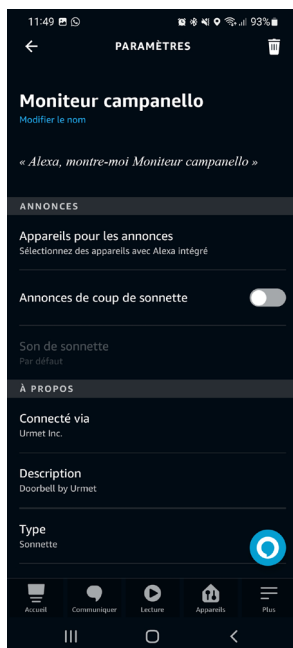 11:49
93%
PARAMÈTRES
Moniteur campanello
Modifier le nom
« Alexa, montre-moi Moniteur campanello »
ANNONCES
Appareils pour les annonces
Sélectionnez des appareils avec Alexa intégré
Annonces de coup de sonnette
Son de sonnette
Par défaut
À PROPOS
Connecté via
Urmet Inc.
Description
Doorbell by Urmet
Type
Sonnette
Accueil Communiquer Lecture Appareils Plus